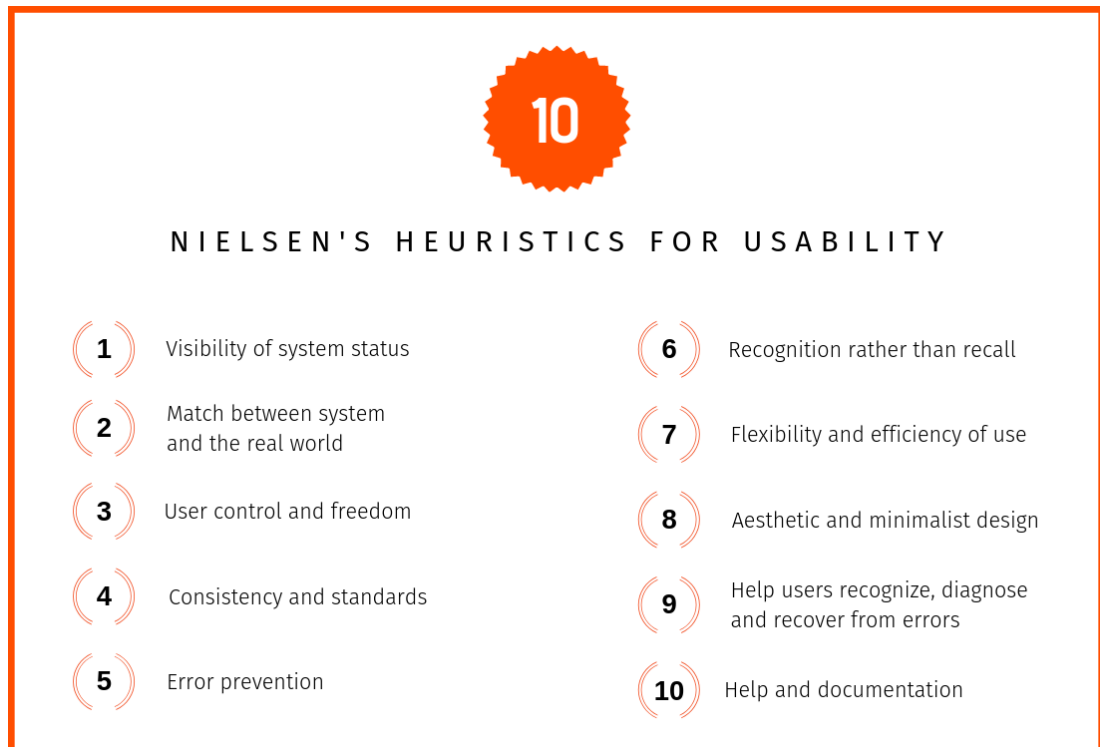 10
NIELSEN'S HEURISTICS FOR USABILITY
1 Visibility of system status
2 Match between system
and the real world
3 User control and freedom
4 Consistency and standards
5 Error prevention
6 Recognition rather than recall
7 Flexibility and efficiency of use
8 Aesthetic and minimalist design
9 Help users recognize, diagnose
and recover from errors
10 Help and documentation